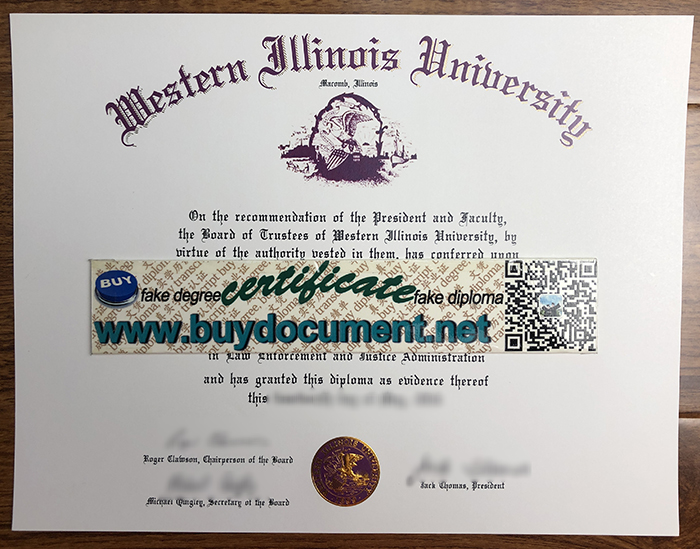 Western Illinois University
Macomb, Illinois
On the recommendation of the President and Faculty,
the Board of Trustees of Western Illinois University, by
virtue of the authority vested in them, has conferred upon
BUY
fake degree certificate fake diploma
www.buydocument.net
in Law Enforcement and Justice Administration
and has granted this diploma as evidence thereof
this
Roger Clawson, Chairperson of the Board
Jack Thomas, President
Michael Quigley, Secretary of the Board